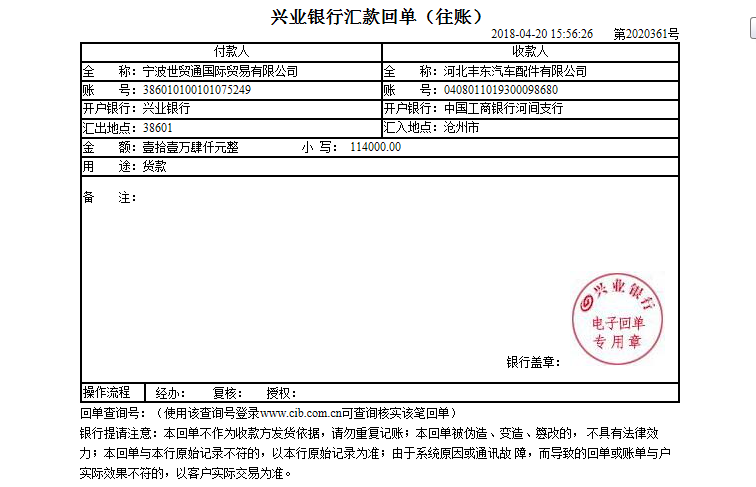 兴业银行汇款回单（往账）
2018-04-20 15:56:26 第2020361号
付款人 收款人
全 称：宁波世贸通国际贸易有限公司 全 称：河北丰东汽车配件有限公司
账 号：386010100101075249 账 号：0408011019300098680
开户银行：兴业银行 开户银行：中国工商银行河间支行
汇出地点：38601 汇入地点：沧州市
金 额：壹拾壹万肆仟元整 小 写： 114000.00
用 途：货款
备 注：
兴业银行
电子回单
专用章
银行盖章：
操作流程 经办： 复核： 授权：
回单查询号：（使用该查询号登录www.cib.com.cn可查询核实该笔回单）
银行提请注意：本回单不作为收款方发货依据，请勿重复记账；本回单被伪造、变造、篡改的， 不具有法律效
力；本回单与本行原始记录不符的，以本行原始记录为准；由于系统原因或通讯故 障，而导致的回单或账单与户
实际效果不符的，以客户实际交易为准。